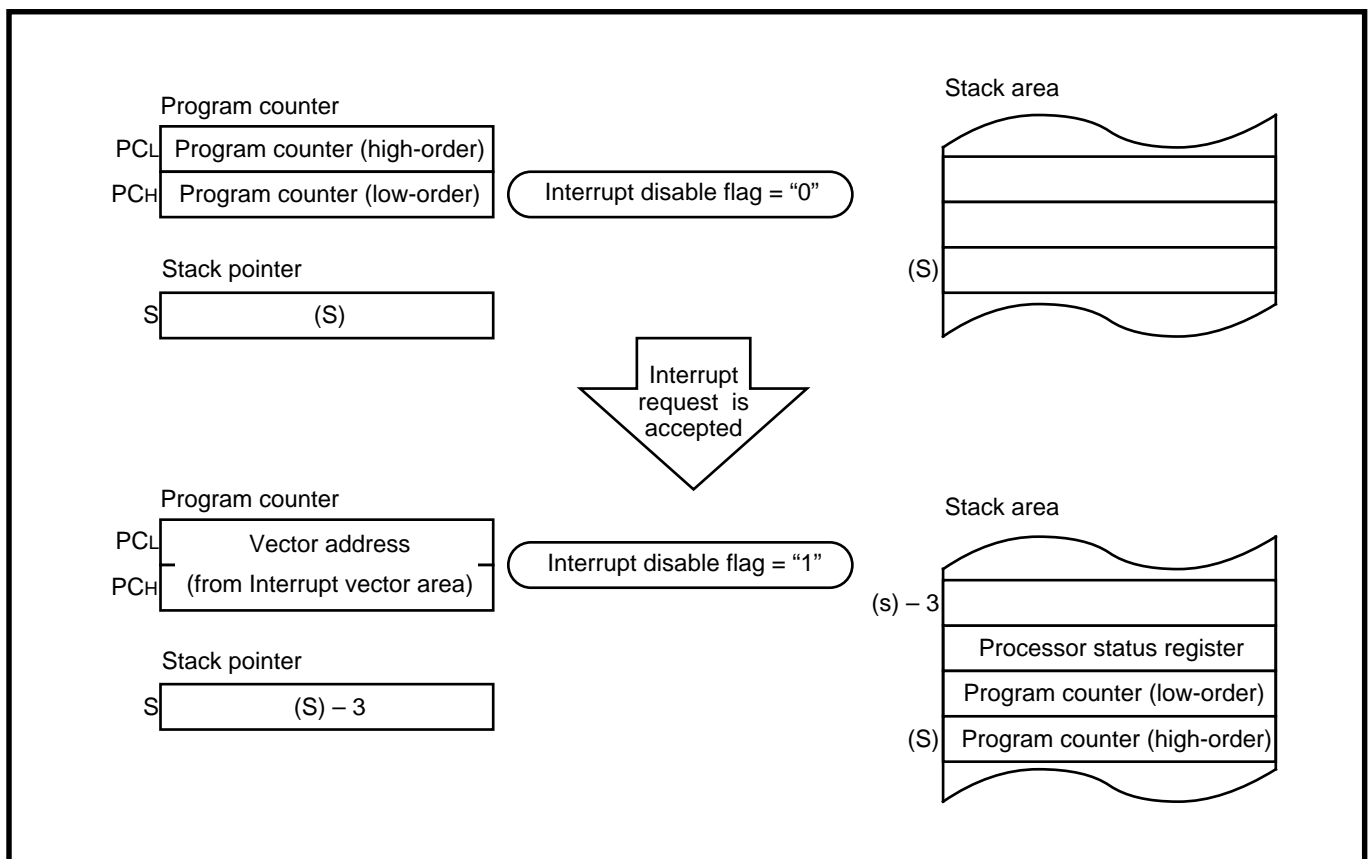 Program counter
PCL Program counter (high-order)
PCH Program counter (low-order)
Interrupt disable flag = “0”
Stack pointer
S (S)
Stack area
(S)
Interrupt
request is
accepted
Program counter
PCL Vector address
PCH (from Interrupt vector area)
Interrupt disable flag = “1”
Stack pointer
S (S) – 3
Stack area
(s) – 3
Processor status register
Program counter (low-order)
(S) Program counter (high-order)